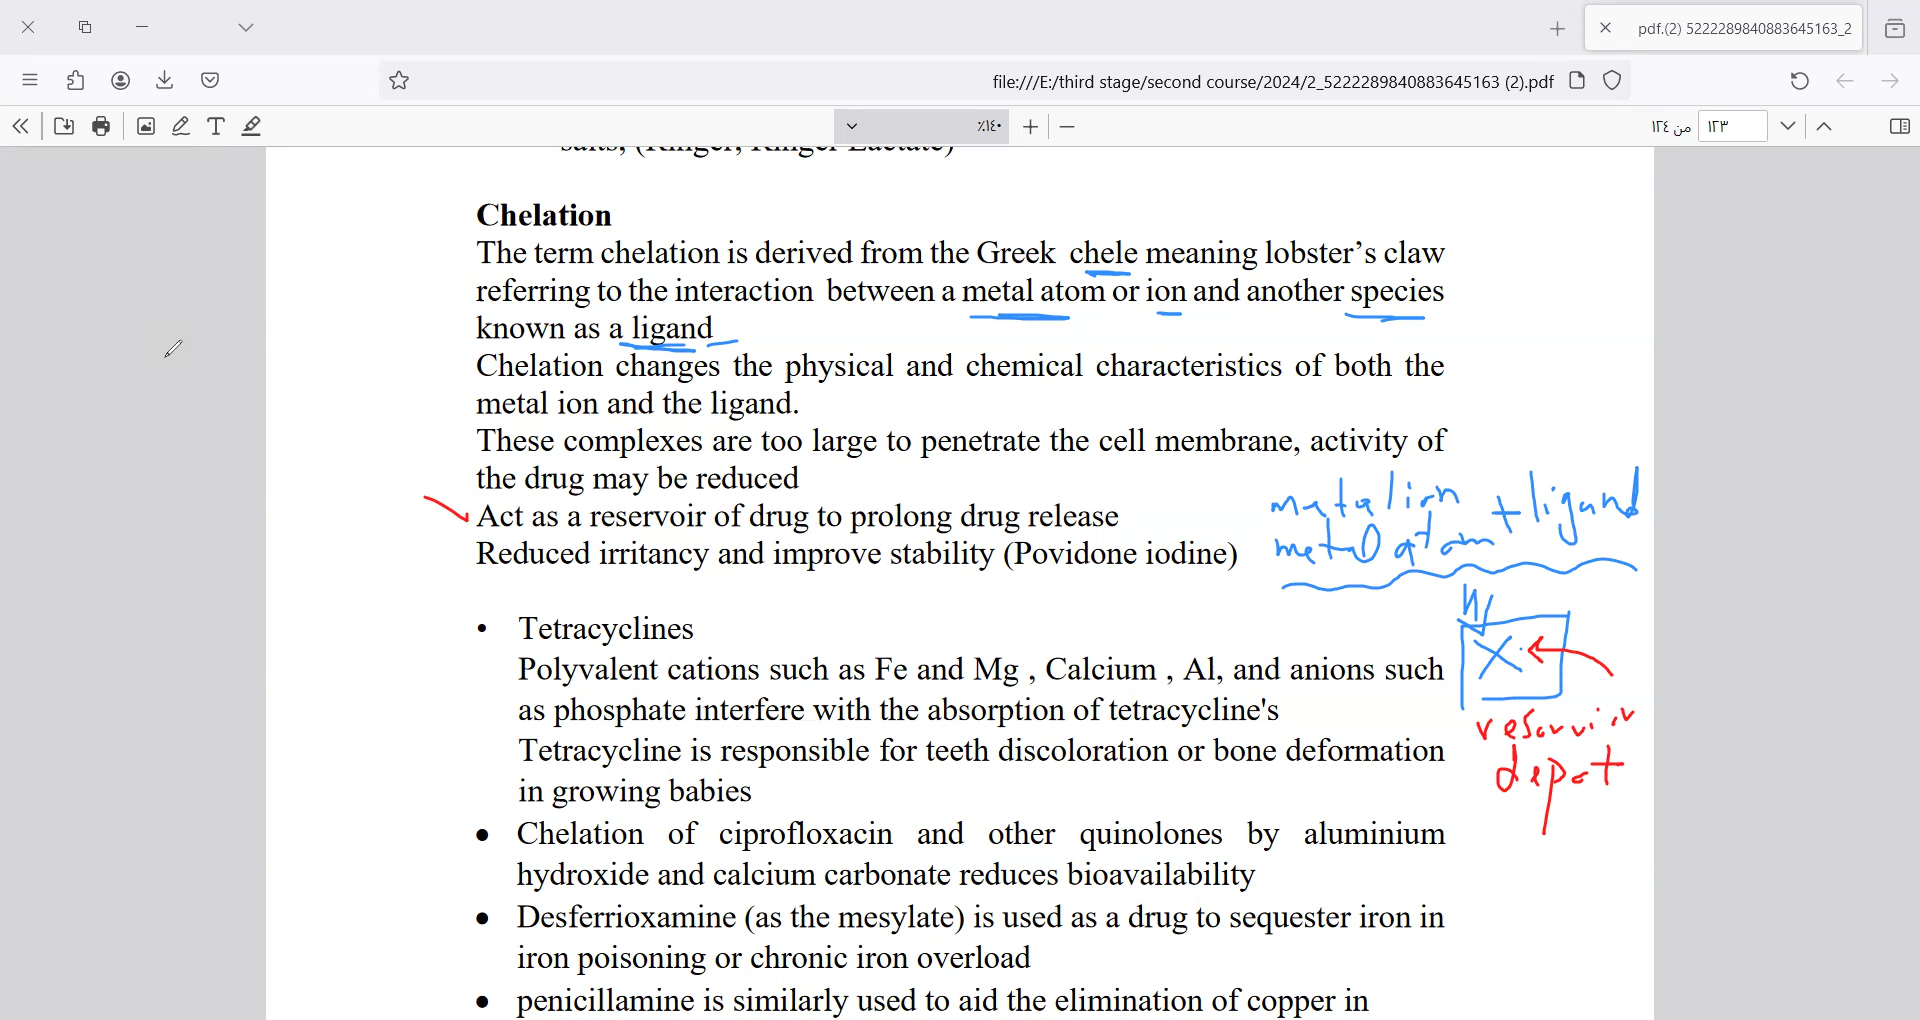 pdf.(2) 5222289840883645163_2
file:///E:/third stage/second course/2024/2_5222289840883645163 (2).pdf
٪١٤٠
١٢٣ من ١٢٤
salts, (Ringer, Ringer Lactate)
Chelation
The term chelation is derived from the Greek chele meaning lobster’s claw
referring to the interaction between a metal atom or ion and another species
known as a ligand
Chelation changes the physical and chemical characteristics of both the
metal ion and the ligand.
These complexes are too large to penetrate the cell membrane, activity of
the drug may be reduced
Act as a reservoir of drug to prolong drug release
Reduced irritancy and improve stability (Povidone iodine)
metal ion + ligand
metal atom
reservoir
depot
• Tetracyclines
Polyvalent cations such as Fe and Mg , Calcium , Al, and anions such
as phosphate interfere with the absorption of tetracycline's
Tetracycline is responsible for teeth discoloration or bone deformation
in growing babies
• Chelation of ciprofloxacin and other quinolones by aluminium
hydroxide and calcium carbonate reduces bioavailability
• Desferrioxamine (as the mesylate) is used as a drug to sequester iron in
iron poisoning or chronic iron overload
• penicillamine is similarly used to aid the elimination of copper in